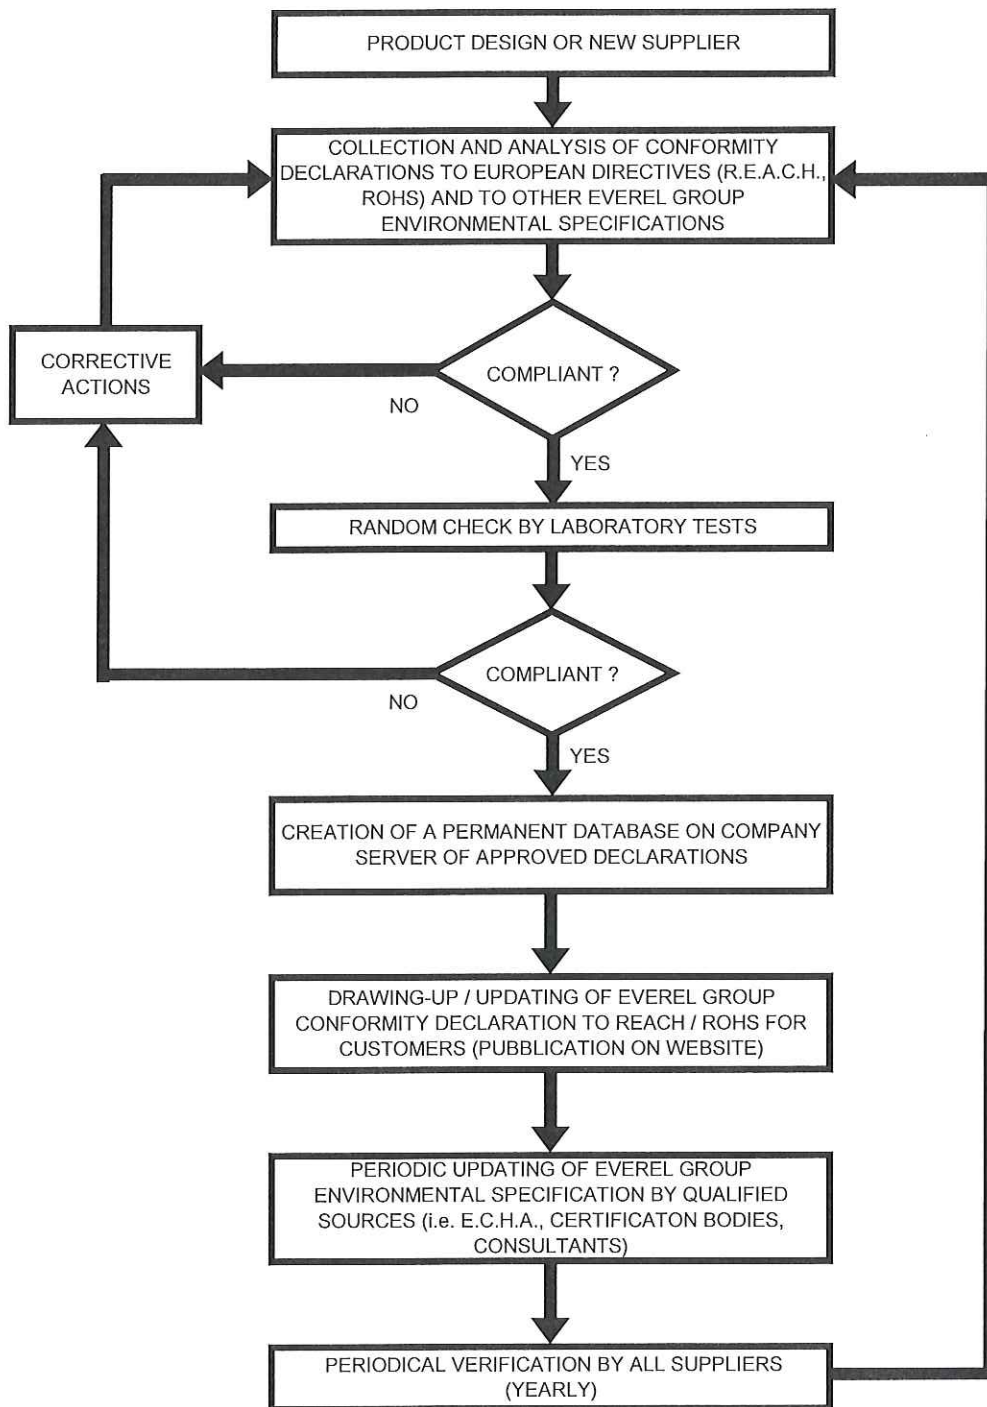 PRODUCT DESIGN OR NEW SUPPLIER
COLLECTION AND ANALYSIS OF CONFORMITY
DECLARATIONS TO EUROPEAN DIRECTIVES (R.E.A.C.H.,
ROHS) AND TO OTHER EVEREL GROUP
ENVIRONMENTAL SPECIFICATIONS
CORRECTIVE
ACTIONS
COMPLIANT ?
NO
YES
RANDOM CHECK BY LABORATORY TESTS
COMPLIANT ?
NO
YES
CREATION OF A PERMANENT DATABASE ON COMPANY
SERVER OF APPROVED DECLARATIONS
DRAWING-UP / UPDATING OF EVEREL GROUP
CONFORMITY DECLARATION TO REACH / ROHS FOR
CUSTOMERS (PUBBLICATION ON WEBSITE)
PERIODIC UPDATING OF EVEREL GROUP
ENVIRONMENTAL SPECIFICATION BY QUALIFIED
SOURCES (i.e. E.C.H.A., CERTIFICATON BODIES,
CONSULTANTS)
PERIODICAL VERIFICATION BY ALL SUPPLIERS
(YEARLY)